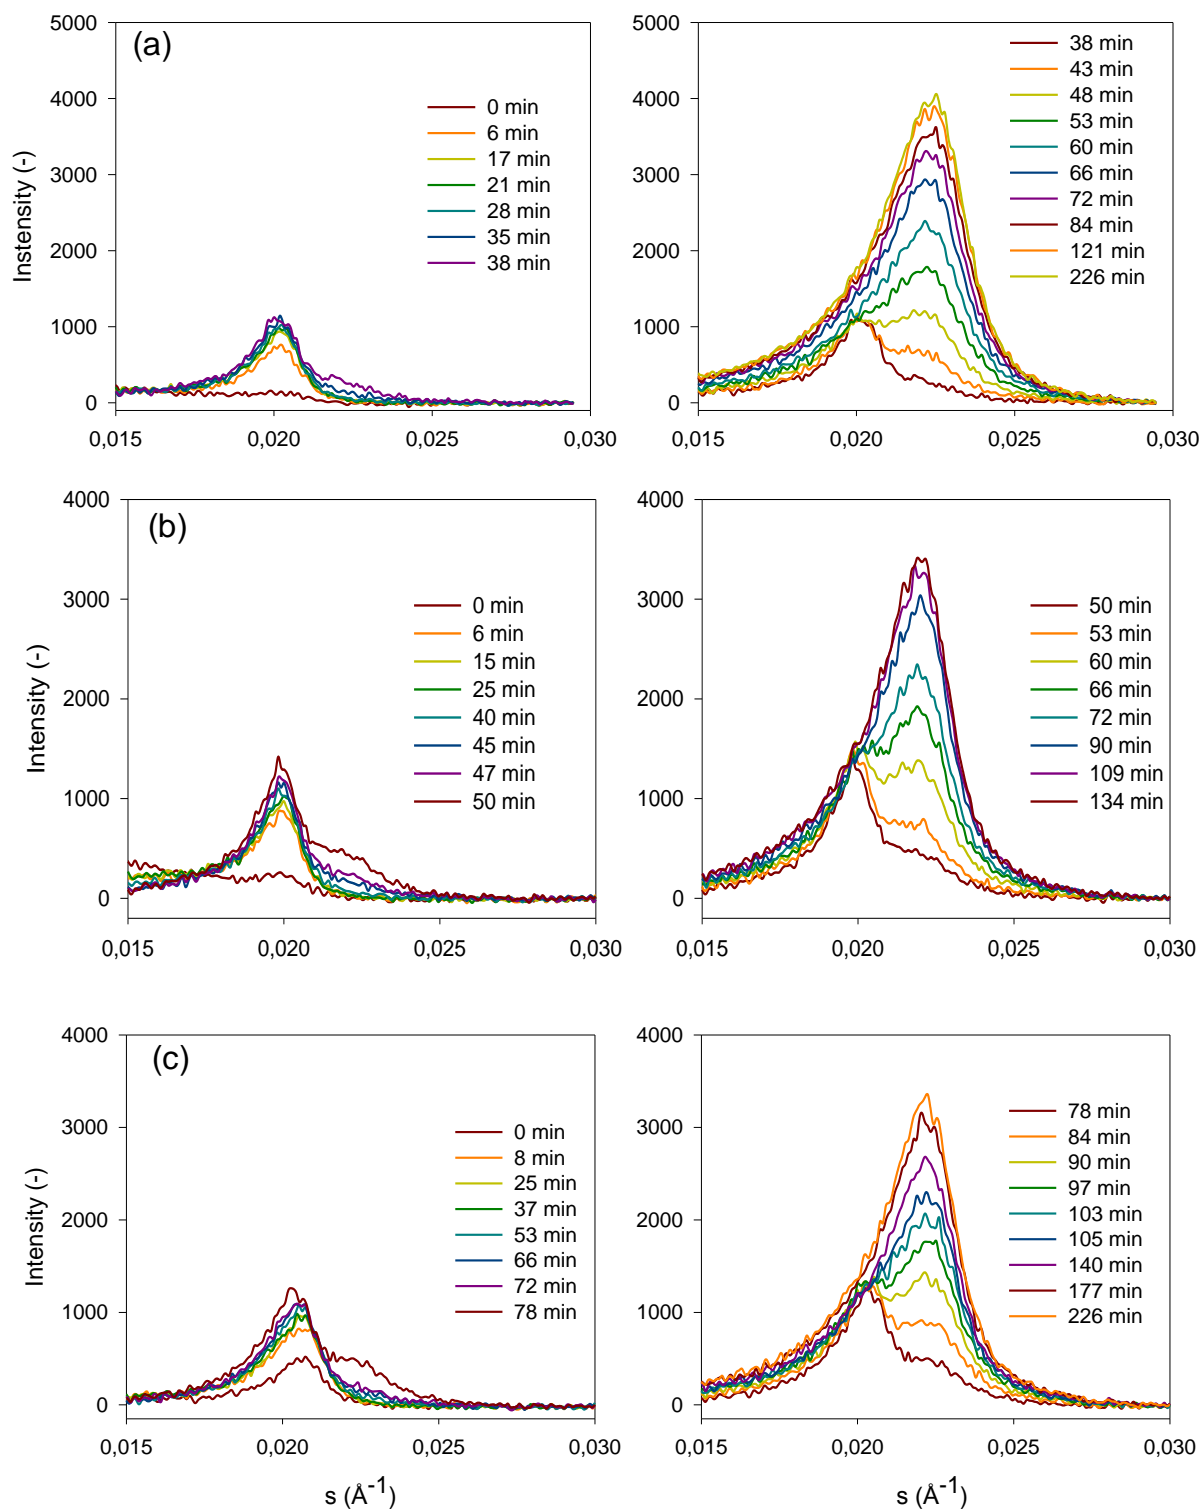 (a)
5000
4000
3000
2000
1000
0
Instensity (-)
0 min
6 min
17 min
21 min
28 min
35 min
38 min
0,015
0,020
0,025
0,030
5000
4000
3000
2000
1000
0
38 min
43 min
48 min
53 min
60 min
66 min
72 min
84 min
121 min
226 min
0,015
0,020
0,025
0,030
(b)
4000
3000
2000
1000
0
Intensity (-)
0 min
6 min
15 min
25 min
40 min
45 min
47 min
50 min
0,015
0,020
0,025
0,030
4000
3000
2000
1000
0
50 min
53 min
60 min
66 min
72 min
90 min
109 min
134 min
0,015
0,020
0,025
0,030
(c)
4000
3000
2000
1000
0
Intensity (-)
0 min
8 min
25 min
37 min
53 min
66 min
72 min
78 min
0,015
0,020
0,025
0,030
s (Å-1)
4000
3000
2000
1000
0
78 min
84 min
90 min
97 min
103 min
105 min
140 min
177 min
226 min
0,015
0,020
0,025
0,030
s (Å-1)